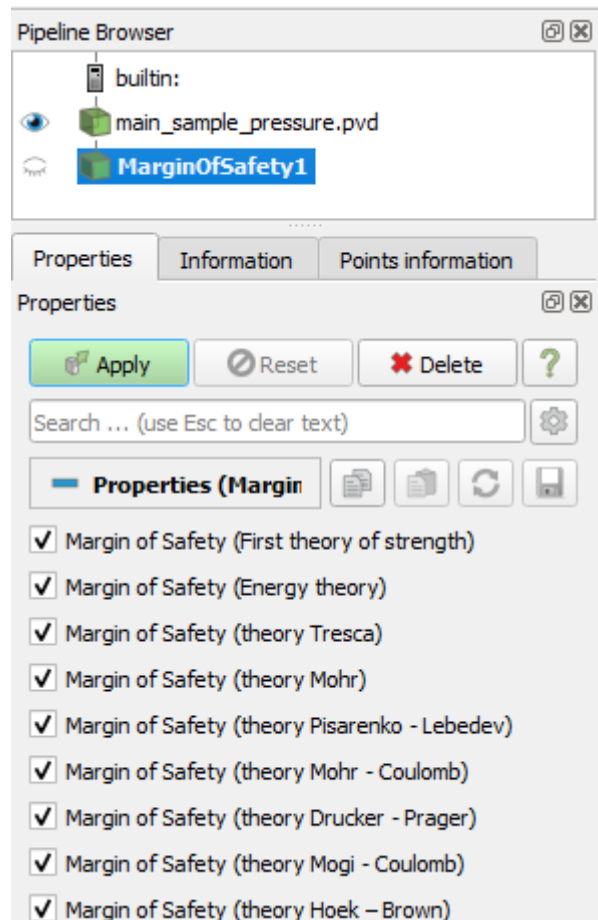 Pipeline Browser
builtin:
main_sample_pressure.pvd
MarginOfSafety1
Properties Information Points information
Properties
Apply Reset Delete ?
Search ... (use Esc to clear text)
Properties (Margin
Margin of Safety (First theory of strength)
Margin of Safety (Energy theory)
Margin of Safety (theory Tresca)
Margin of Safety (theory Mohr)
Margin of Safety (theory Pisarenko - Lebedev)
Margin of Safety (theory Mohr - Coulomb)
Margin of Safety (theory Drucker - Prager)
Margin of Safety (theory Mogi - Coulomb)
Margin of Safety (theory Hoek – Brown)